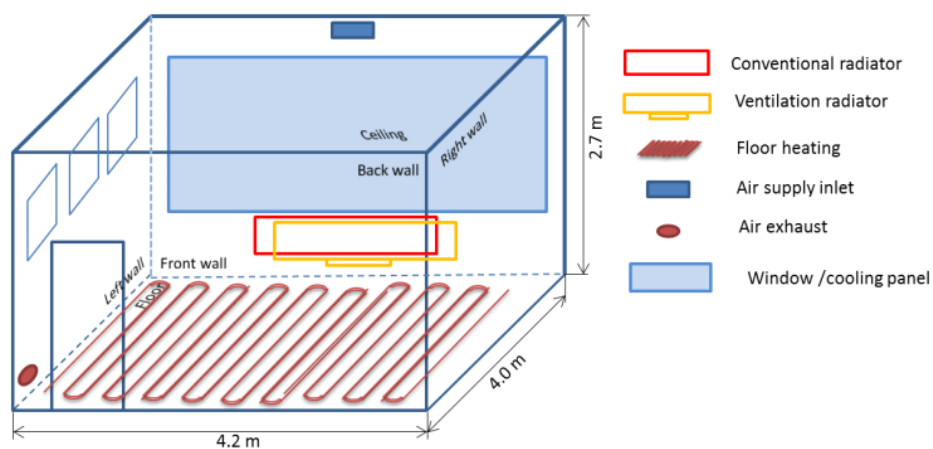 Ceiling
Right wall
Back wall
Front wall
Left wall
Floor
2.7 m
4.0 m
4.2 m
Conventional radiator
Ventilation radiator
Floor heating
Air supply inlet
Air exhaust
Window /cooling panel